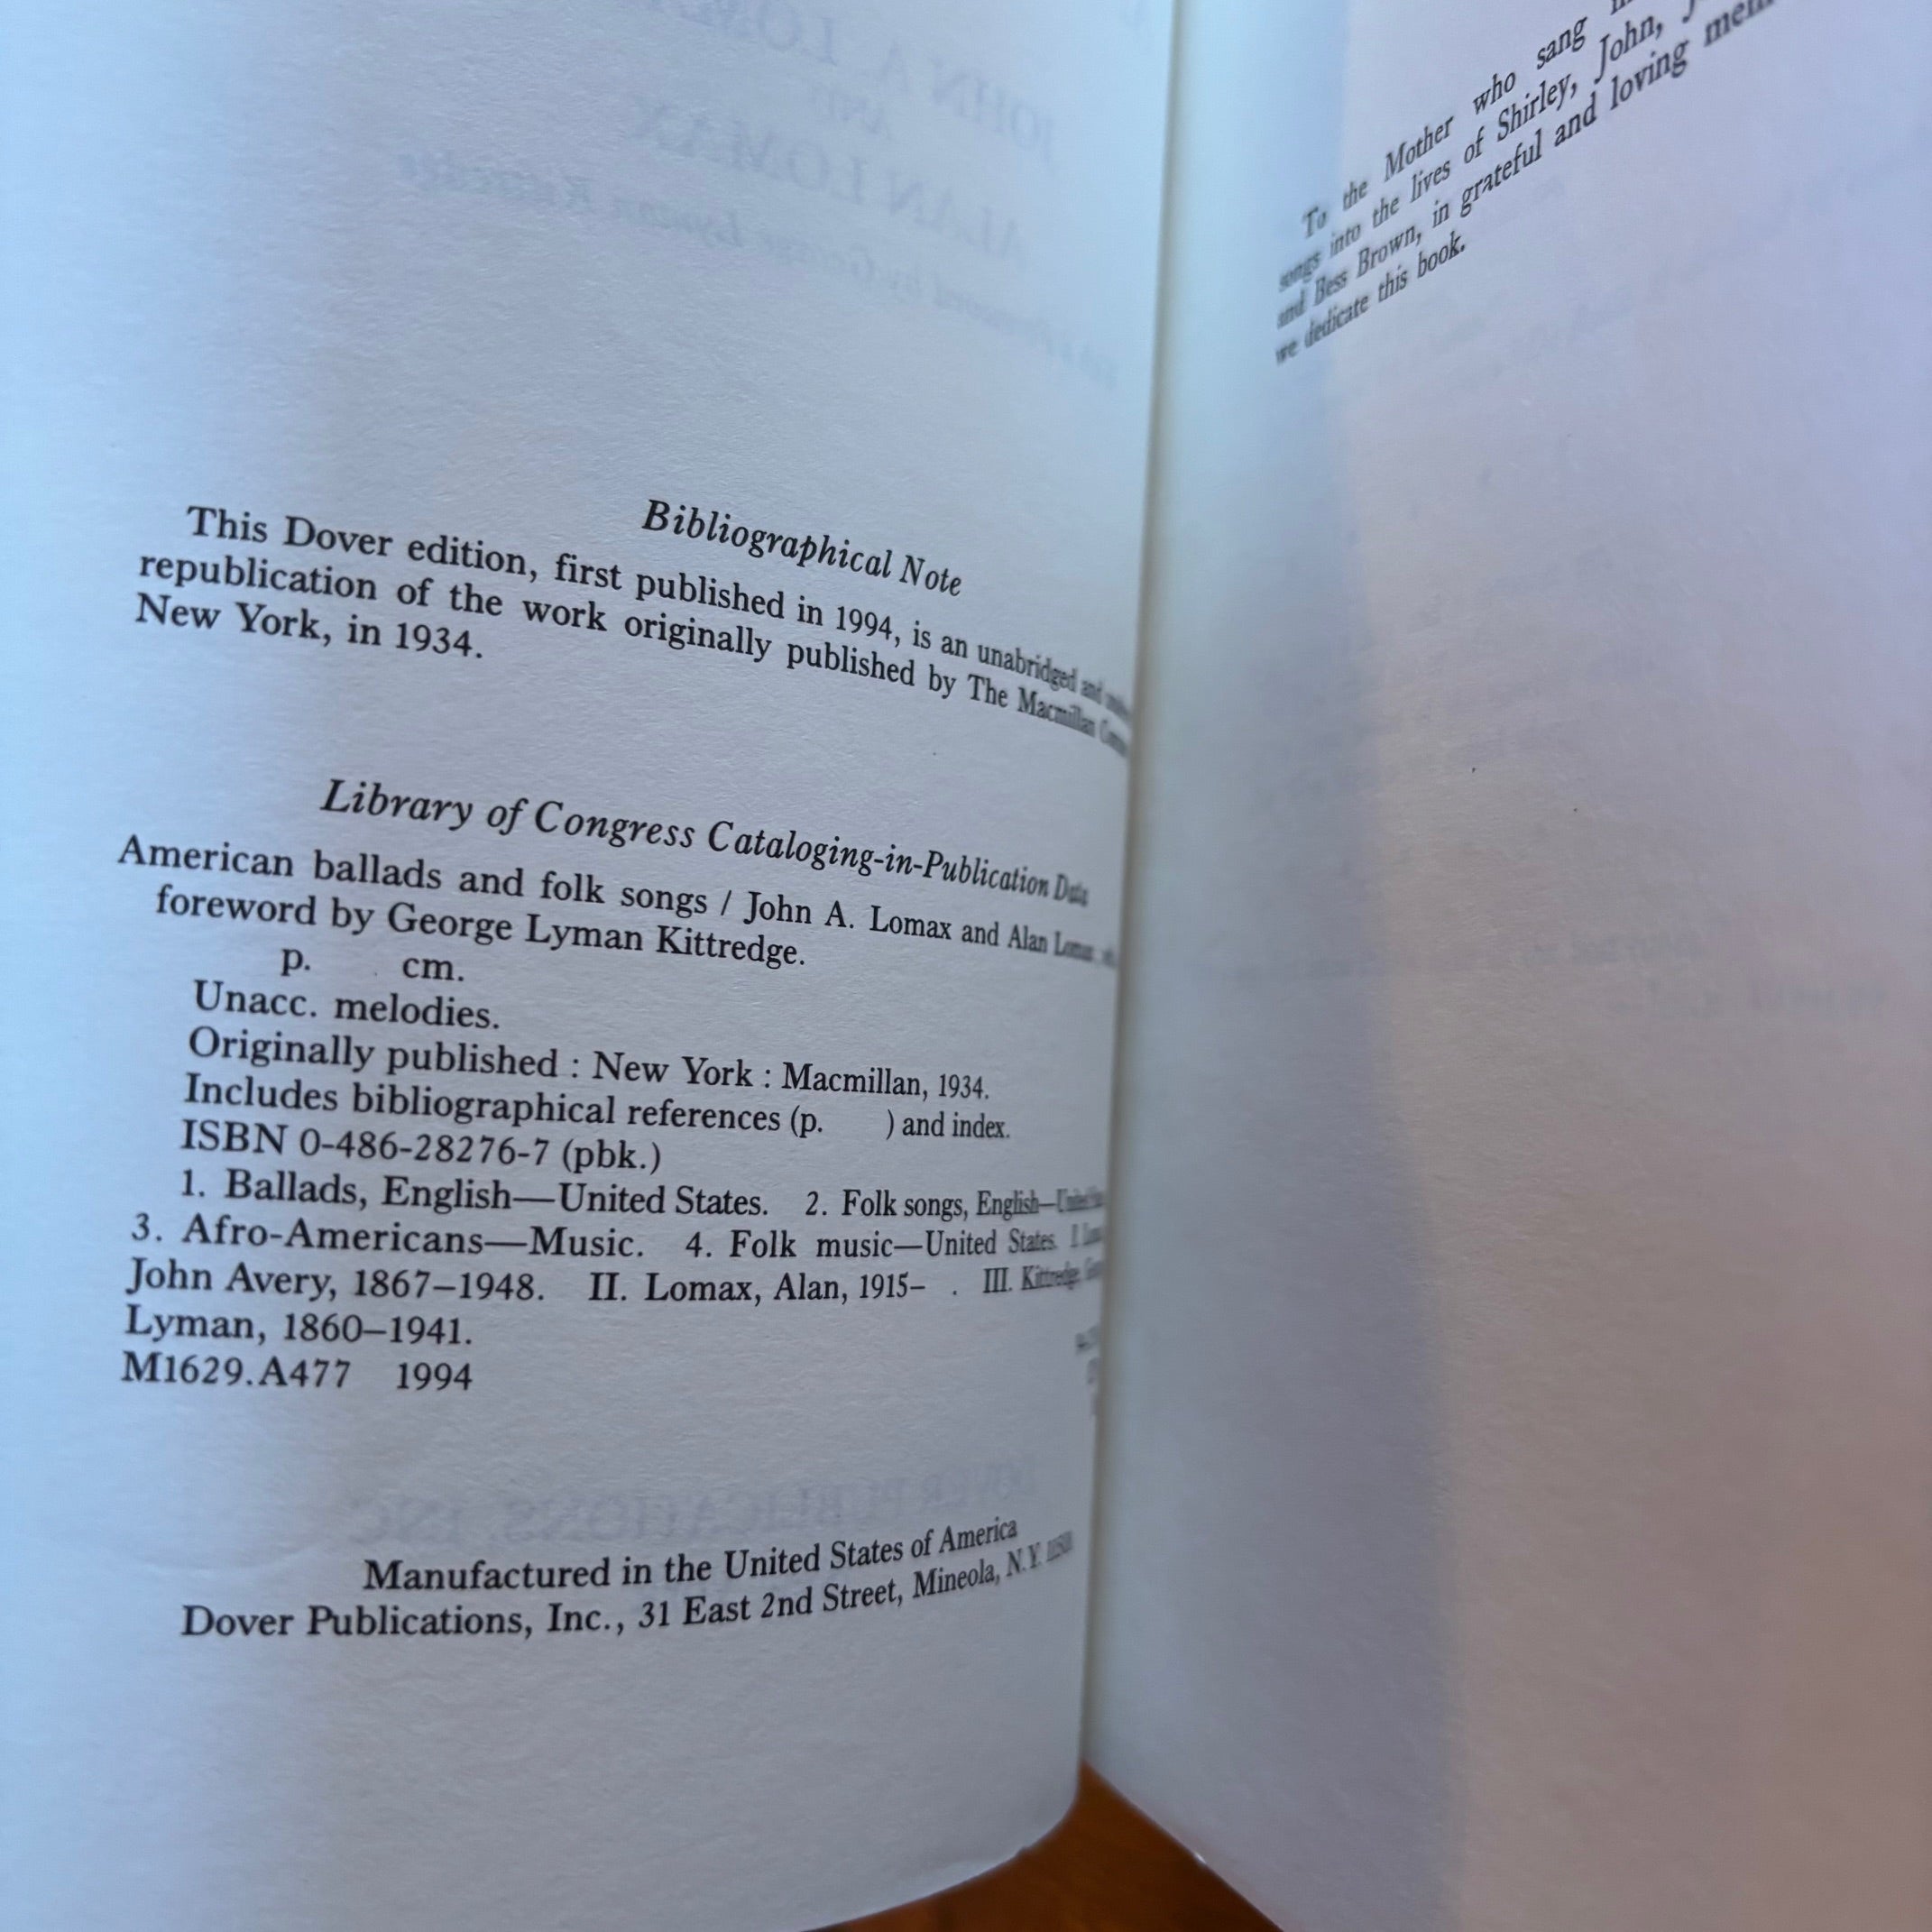 Bibliographical Note
This Dover edition, first published in 1994, is an unabridged and
republication of the work originally published by The Macmillan
New York, in 1934.
Library of Congress Cataloging-in-Publication Data
American ballads and folk songs / John A. Lomax and Alan Lomax
foreword by George Lyman Kittredge.
p. cm.
Unacc. melodies.
Originally published : New York : Macmillan, 1934.
Includes bibliographical references (p. ) and index.
ISBN 0-486-28276-7 (pbk.)
1. Ballads, English—United States. 2. Folk songs, English—United
3. Afro-Americans—Music. 4. Folk music—United States. I.
John Avery, 1867–1948. II. Lomax, Alan, 1915– . III. Kittredge,
Lyman, 1860–1941.
M1629.A477 1994
Manufactured in the United States of America
Dover Publications, Inc., 31 East 2nd Street, Mineola, N.Y.
To the Mother who sang
songs into the lives of Shirley, John,
and Bess Brown, in grateful and loving
we dedicate this book.